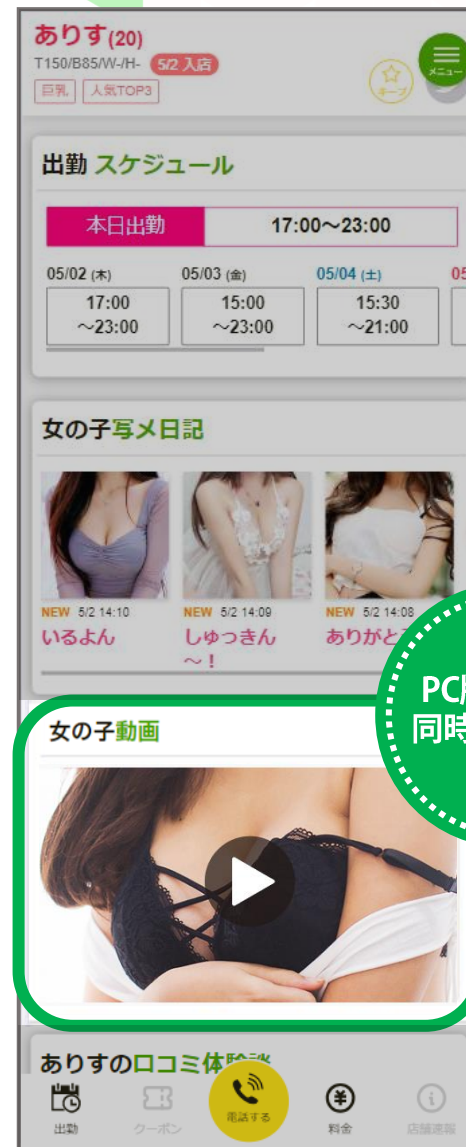 ありす(20)
T150/B85/W-/H- 5/2 入店
巨乳 人気TOP3
キープ
メニュー
出勤 スケジュール
本日出勤 17:00～23:00
05/02 (木) 05/03 (金) 05/04 (土) 05
17:00 15:00 15:30
～23:00 ～23:00 ～21:00
女の子写メ日記
NEW 5/2 14:10 NEW 5/2 14:09 NEW 5/2 14:08
いるよん しゅっきん ありがと
～！
PC
同時
女の子動画
ありすの口コミ体験談
出勤 クーポン 電話する 料金 店舗速報